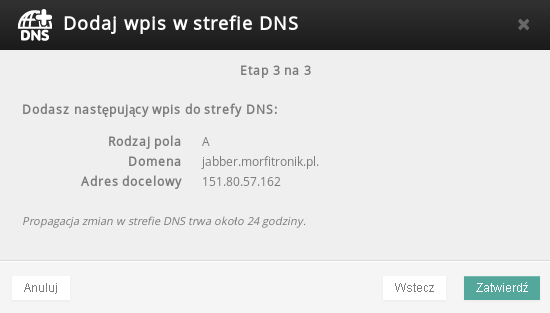 DNS
Dodaj wpis w strefie DNS
Etap 3 na 3
Dodasz następujący wpis do strefy DNS:
Rodzaj pola A
Domena jabber.morfitronik.pl.
Adres docelowy 151.80.57.162
Propagacja zmian w strefie DNS trwa około 24 godziny.
Anuluj Wstecz Zatwierdź